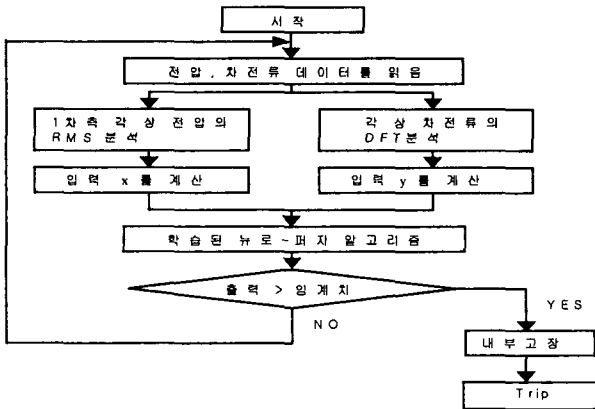 시작
전압, 차전류 데이터를 읽음
1차측 각상 전압의
RMS 분석
각상차전류의
DFT분석
입력 x를 계산
입력 y를 계산
학습된 뉴로-퍼지 알고리즘
출력 > 임계치
YES
NO
내부고장
Trip